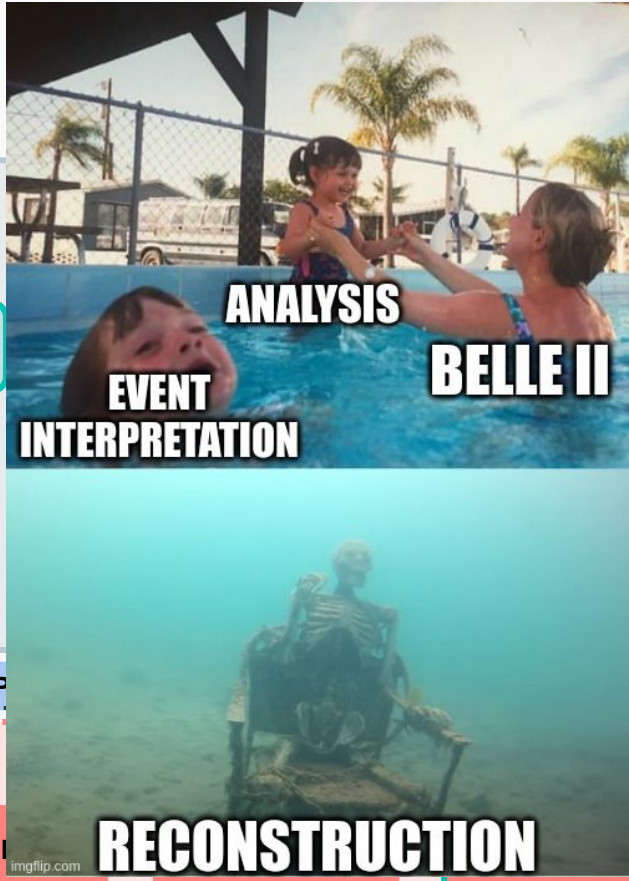 ANALYSIS
BELLE II
EVENT
INTERPRETATION
RECONSTRUCTION
imgflip.com